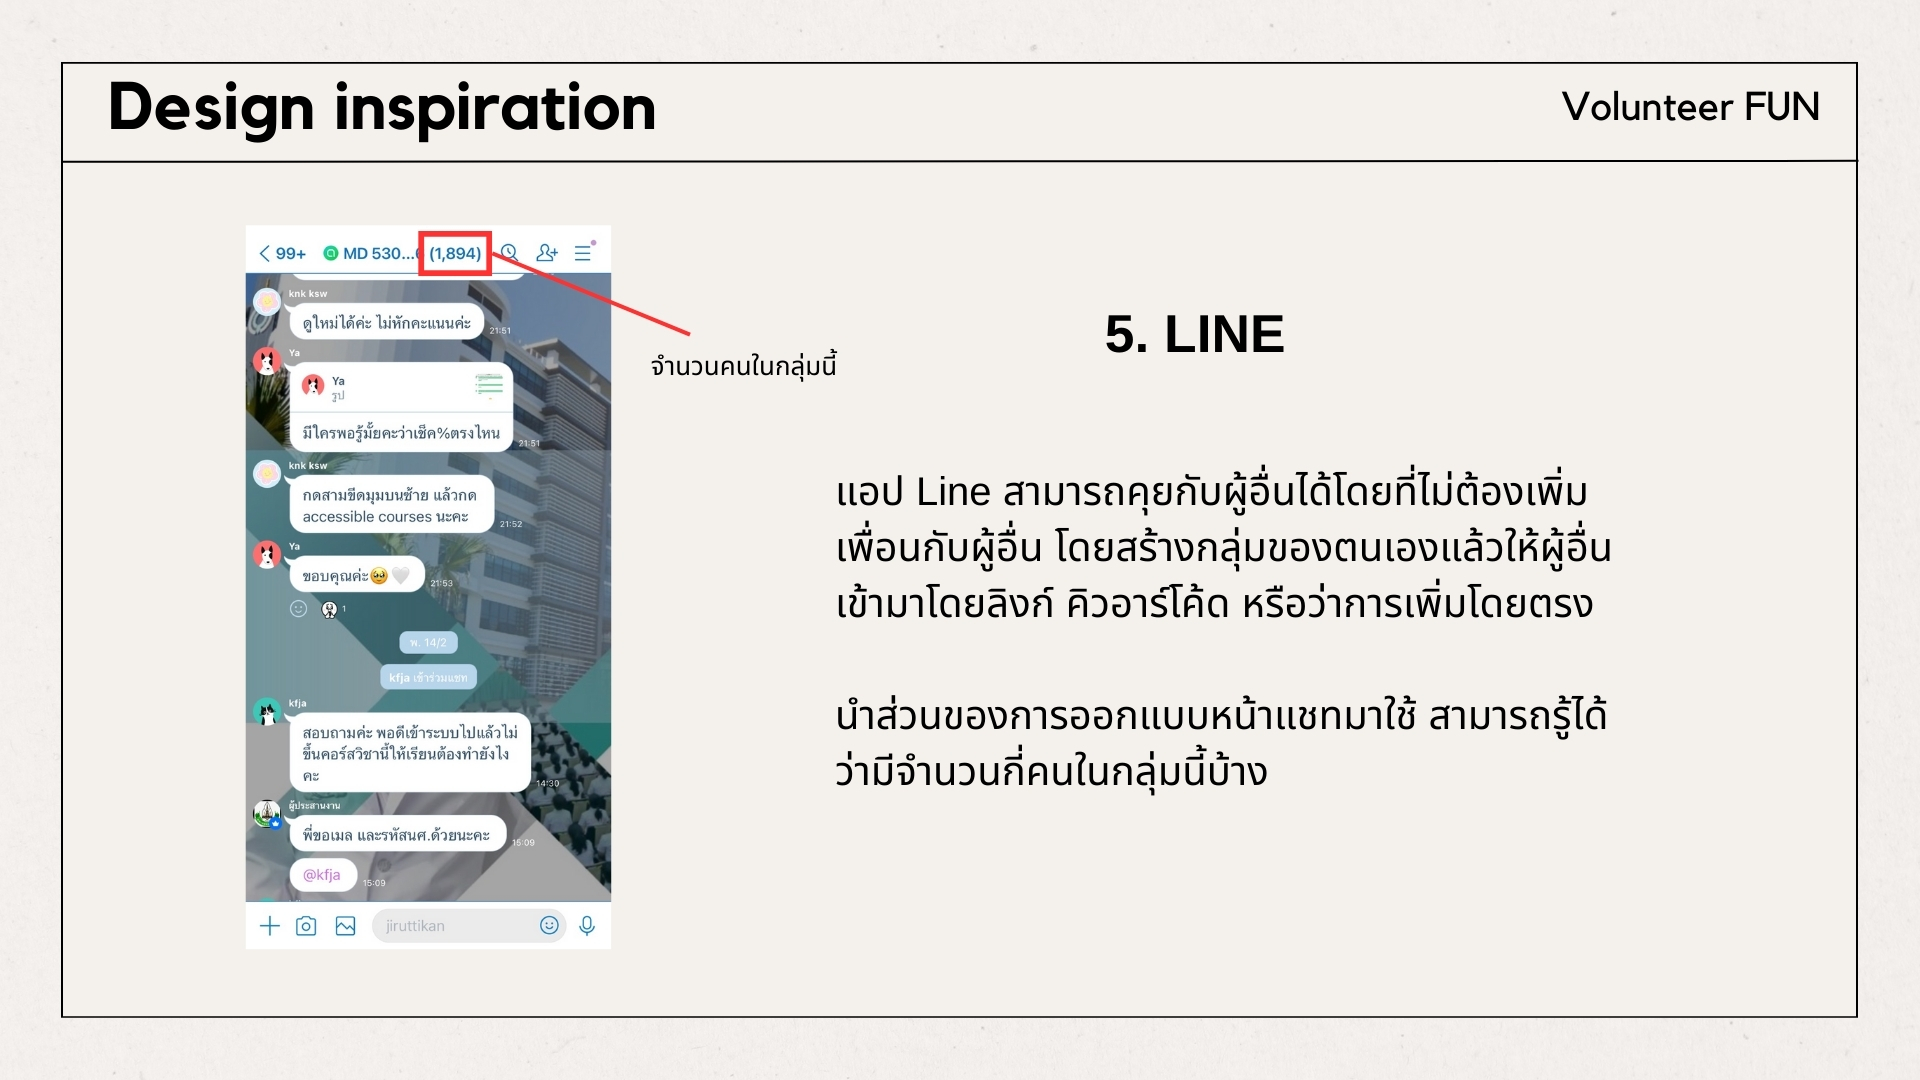 Design inspiration
Volunteer FUN
99+ MD 530...6 (1,894)
knk ksw
ดูใหม่ได้ค่ะ ไม่หักคะแนนค่ะ
21:51
Ya
Ya
รูป
มีใครพอรู้มั้ยคะว่าเช็ค%ตรงไหน
21:51
knk ksw
กดสามขีดมุมบนซ้าย แล้วกด
accessible courses นะคะ
21:52
Ya
ขอบคุณค่ะ🥹🤍
21:53
1
พ. 14/2
kfja เข้าร่วมแชท
kfja
สอบถามค่ะ พอดีเข้าระบบไปแล้วไม่
ขึ้นคอร์สวิชานี้ให้เรียนต้องทำยังไง
คะ
14:30
ผู้ประสานงาน
พี่ขอเมล และรหัสนศ.ด้วยนะคะ
15:09
@kfja
15:09
jiruttikan
จำนวนคนในกลุ่มนี้
5. LINE
แอป Line สามารถคุยกับผู้อื่นได้โดยที่ไม่ต้องเพิ่ม
เพื่อนกับผู้อื่น โดยสร้างกลุ่มของตนเองแล้วให้ผู้อื่น
เข้ามาโดยลิงก์ คิวอาร์โค้ด หรือว่าการเพิ่มโดยตรง
นำส่วนของการออกแบบหน้าแชทมาใช้ สามารถรู้ได้
ว่ามีจำนวนกี่คนในกลุ่มนี้บ้าง